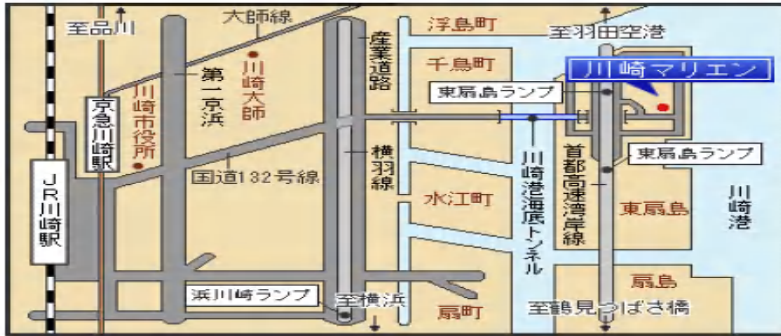 至品川
大師線
産業道路
浮島町
至羽田空港
千鳥町
川崎マリエン
東扇島ランプ
京急川崎駅
川崎市役所
第一京浜
川崎大師
JR川崎駅
国道132号線
横羽線
水江町
川崎港海底トンネル
首都高速湾岸線
東扇島ランプ
東扇島
川崎港
浜川崎ランプ
至横浜
扇町
扇島
至鶴見つばさ橋